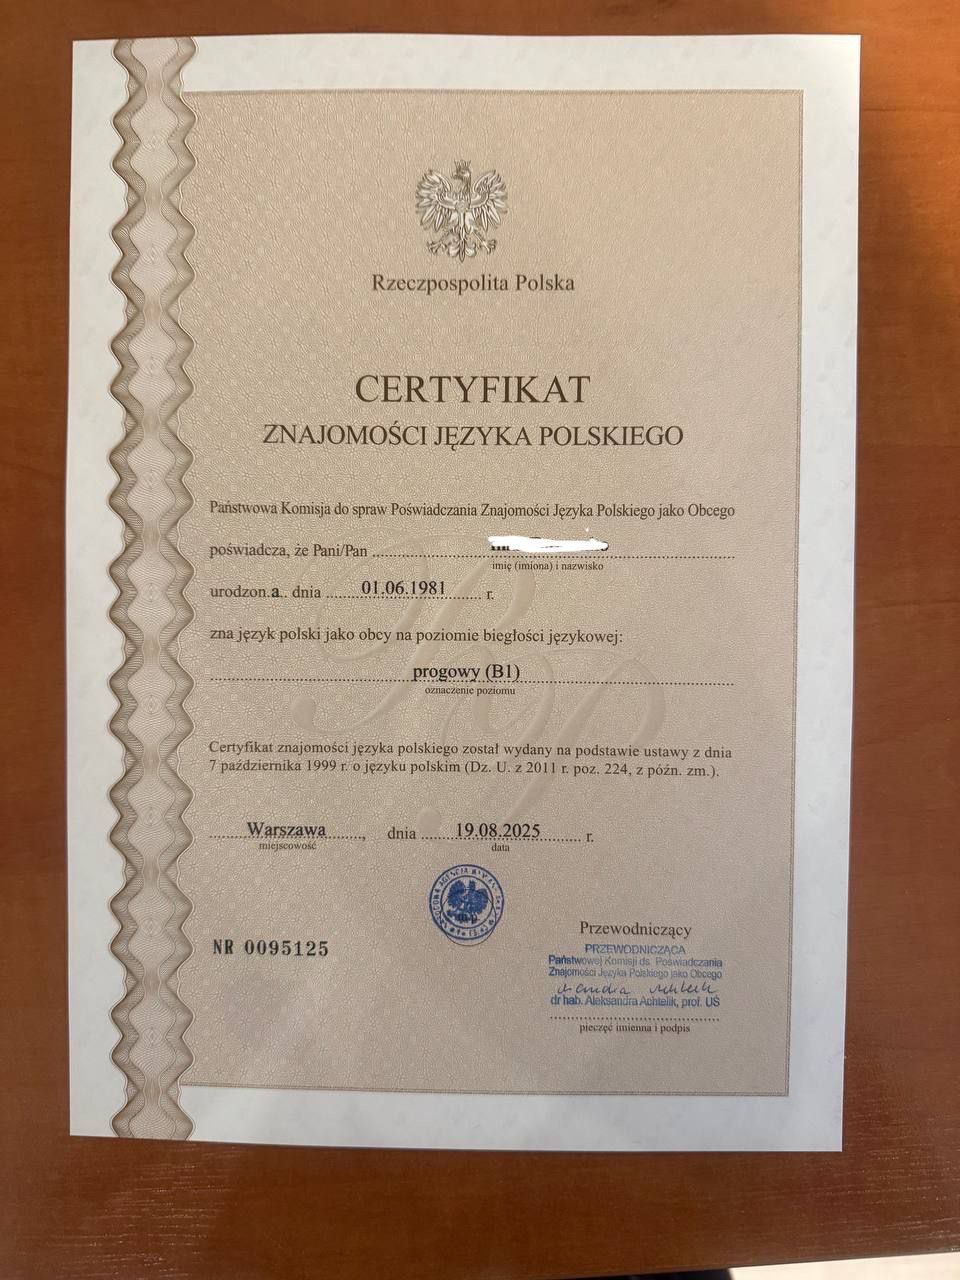 Rzeczpospolita Polska
CERTYFIKAT
ZNAJOMOŚCI JĘZYKA POLSKIEGO
Państwowa Komisja do spraw Poświadczania Znajomości Języka Polskiego jako Obcego
poświadcza, że Pani/Pan
imię (imiona) i nazwisko
urodzon.a.. dnia ........01.06.1981........ r.
zna język polski jako obcy na poziomie biegłości językowej:
progowy (B1)
oznaczenie poziomu
Certyfikat znajomości języka polskiego został wydany na podstawie ustawy z dnia
7 października 1999 r. o języku polskim (Dz. U. z 2011 r. poz. 224, z późn. zm.).
Warszawa, dnia 19.08.2025 r.
miejscowość data
NR 0095125
Przewodniczący
PRZEWODNICZĄCA
Państwowej Komisji ds. Poświadczania
Znajomości Języka Polskiego jako Obcego
dr hab. Aleksandra Achtelik, prof. UŚ
pieczęć imienna i podpis